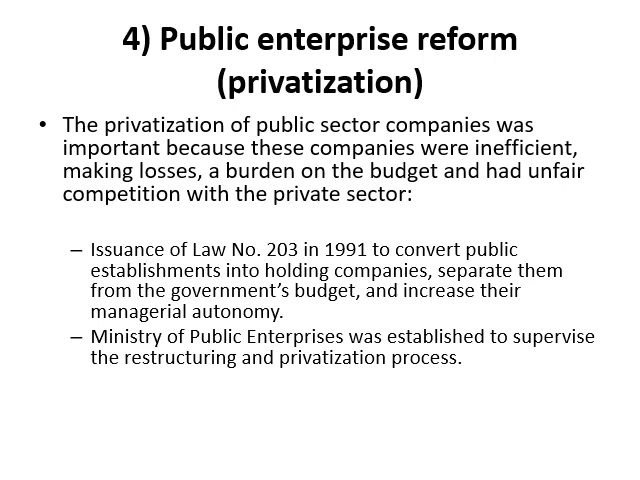 4) Public enterprise reform
(privatization)
• The privatization of public sector companies was
important because these companies were inefficient,
making losses, a burden on the budget and had unfair
competition with the private sector:
– Issuance of Law No. 203 in 1991 to convert public
establishments into holding companies, separate them
from the government’s budget, and increase their
managerial autonomy.
– Ministry of Public Enterprises was established to supervise
the restructuring and privatization process.